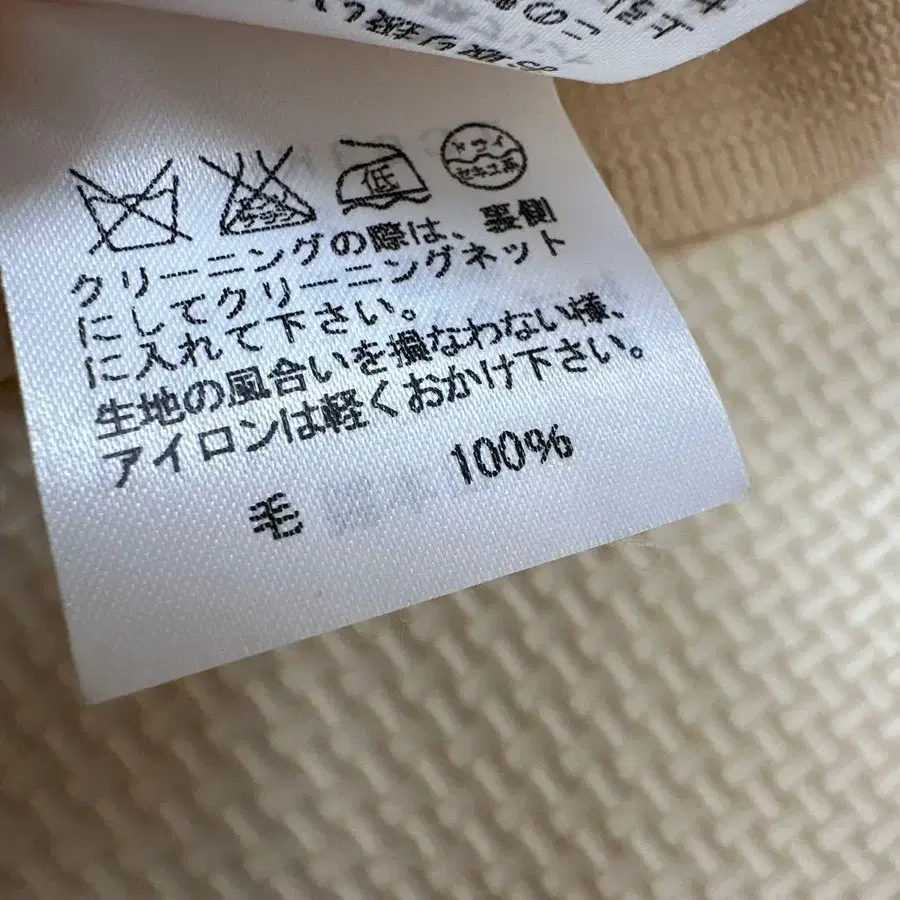 低
ドライ
セキユ系
クリーニングの際は、裏側
にしてクリーニングネット
に入れて下さい。
生地の風合いを損なわない様、
アイロンは軽くおかけ下さい。
毛 100%